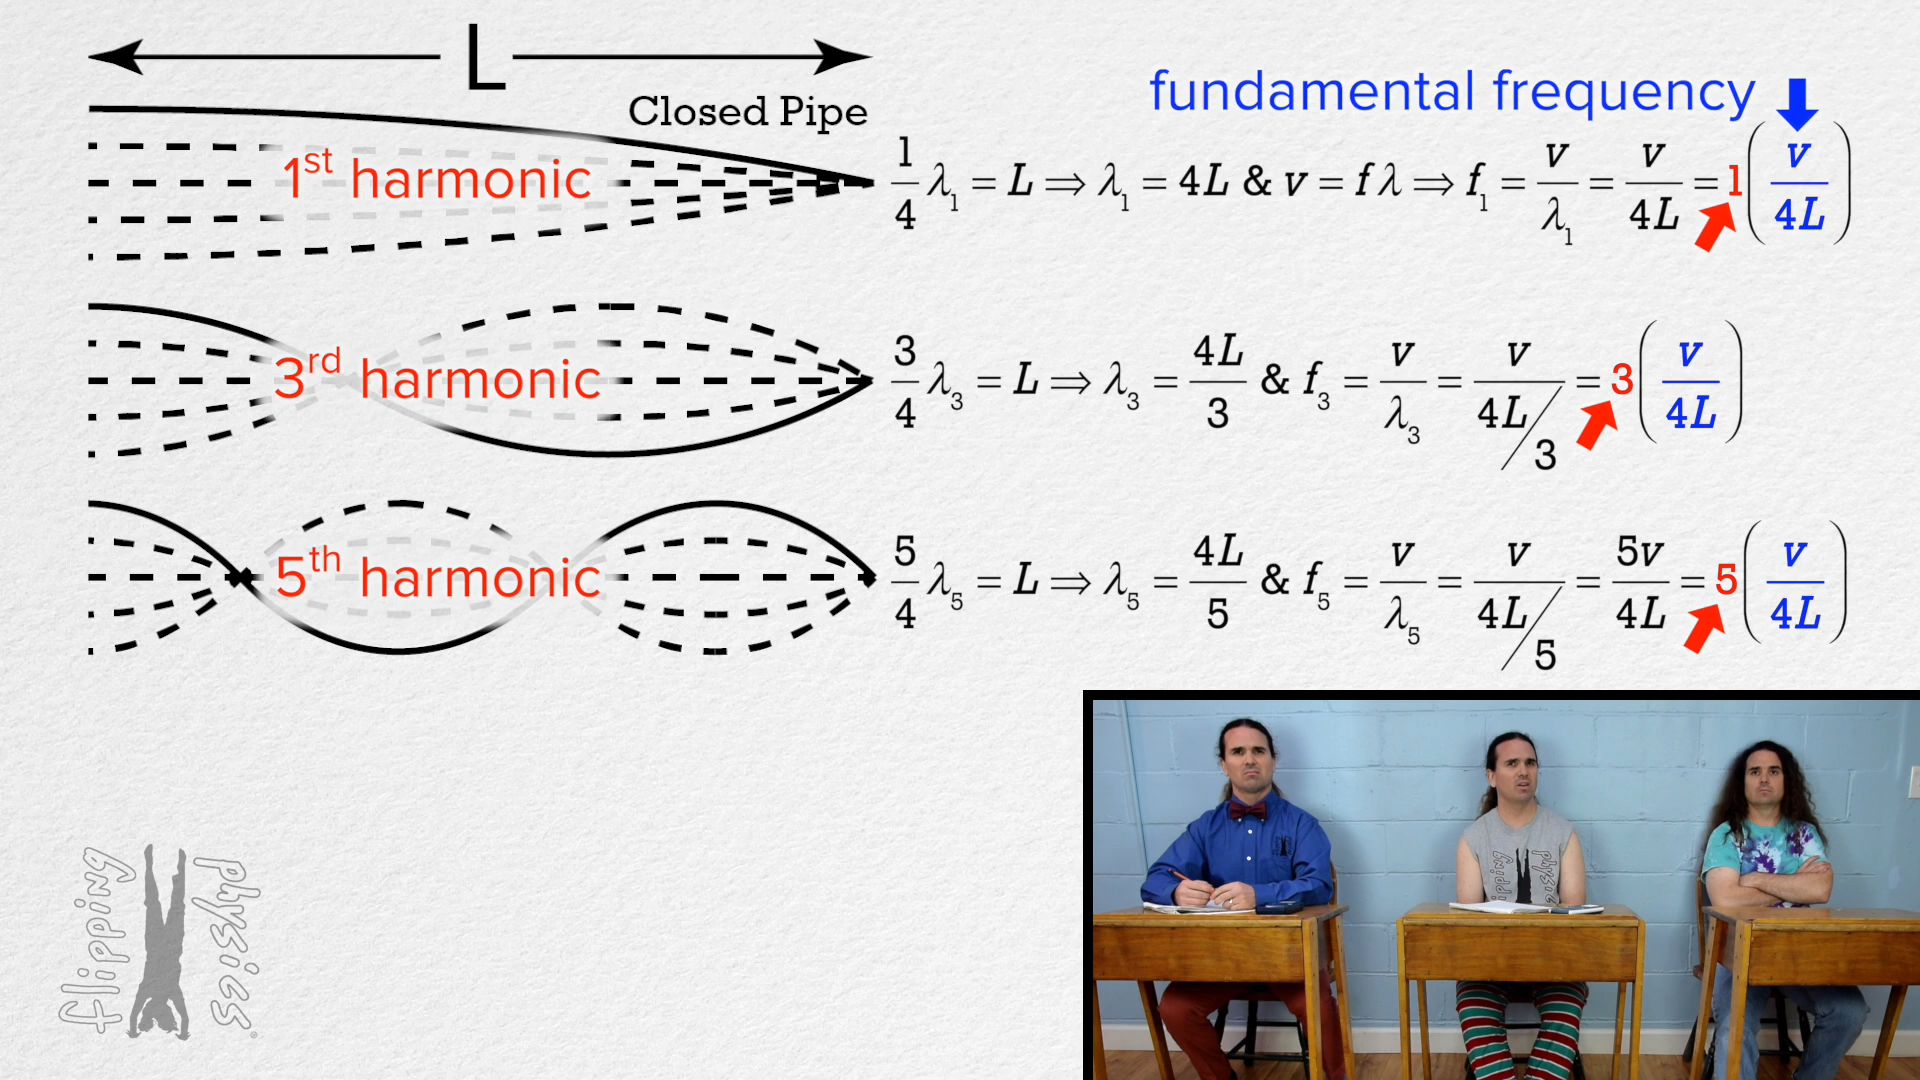 L
Closed Pipe
fundamental frequency
1st harmonic
1/4 λ₁ = L ⇒ λ₁ = 4L & v = f λ ⇒ f₁ = v/λ₁ = v/4L = 1(v/4L)
3rd harmonic
3/4 λ₃ = L ⇒ λ₃ = 4L/3 & f₃ = v/λ₃ = v/(4L/3) = 3(v/4L)
5th harmonic
5/4 λ₅ = L ⇒ λ₅ = 4L/5 & f₅ = v/λ₅ = v/(4L/5) = 5v/4L = 5(v/4L)
flipping
physics